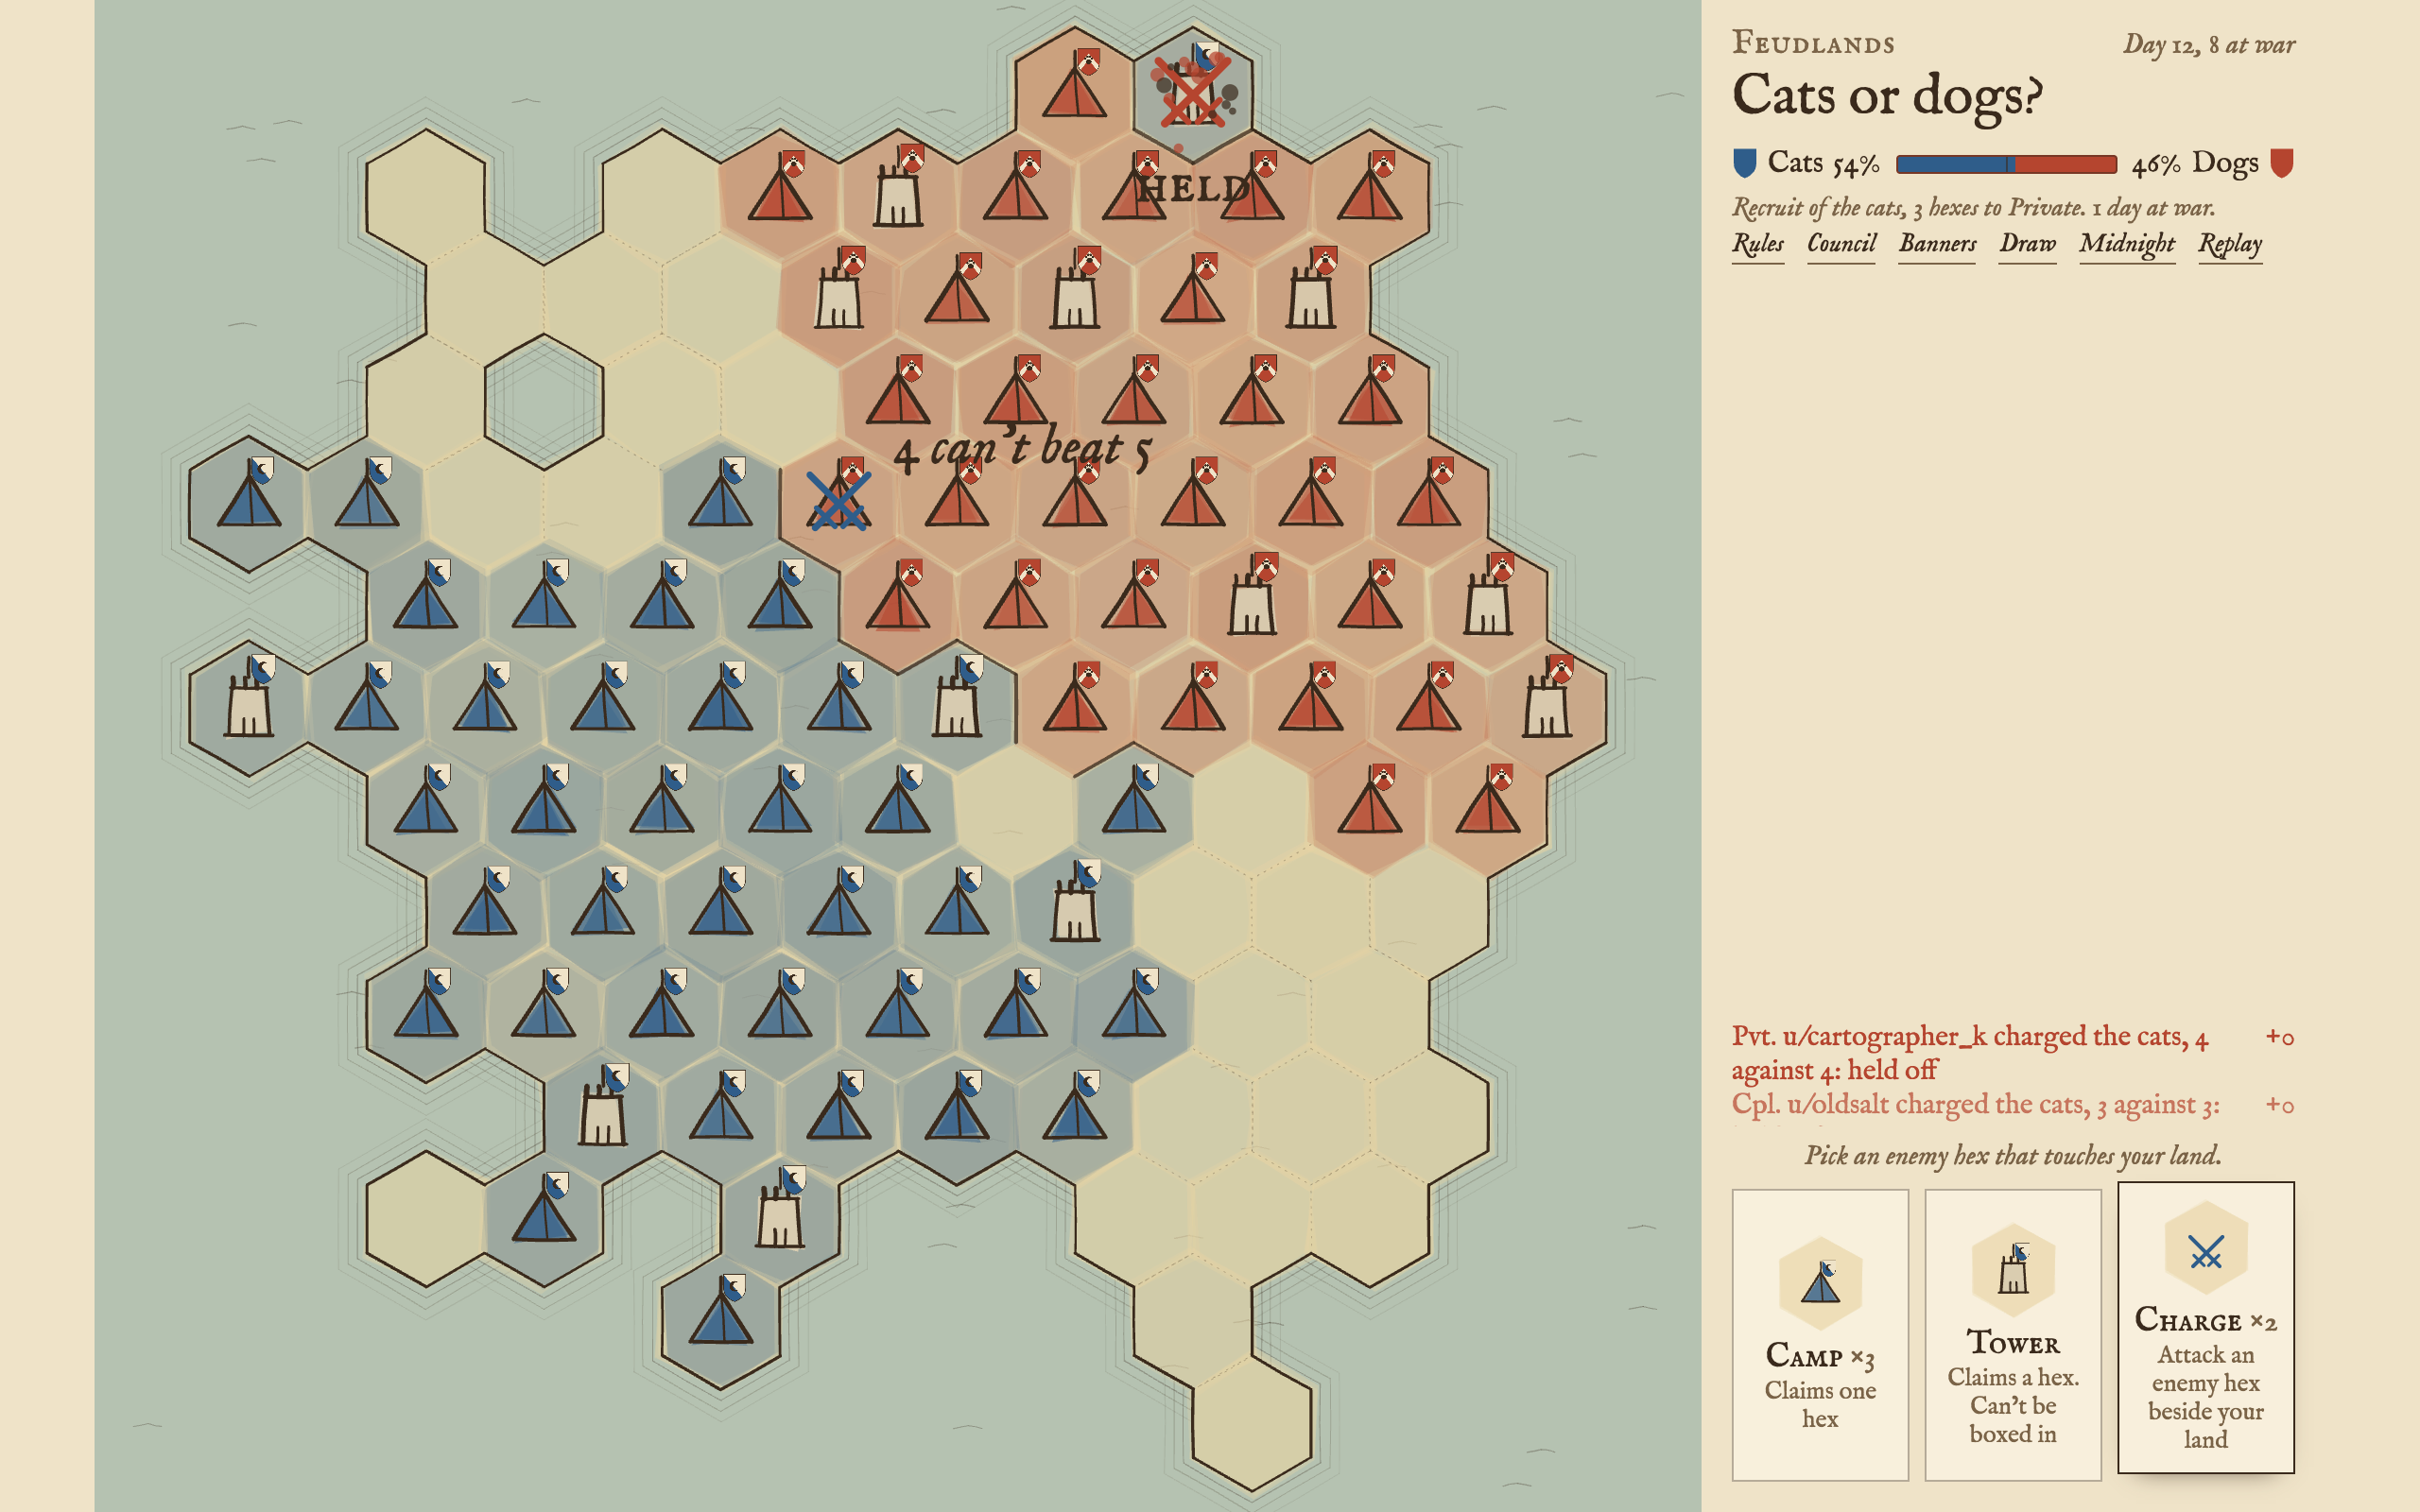 Feudlands
Day 12, 8 at war
Cats or dogs?
Cats 54%
46% Dogs
Recruit of the cats, 3 hexes to Private. 1 day at war.
Rules Council Banners Draw Midnight Replay
HELD
4 can't beat 5
Pvt. u/cartographer_k charged the cats, 4 +0
against 4: held off
Cpl. u/oldsalt charged the cats, 3 against 3: +0
Pick an enemy hex that touches your land.
Camp ×3
Claims one
hex
Tower
Claims a hex.
Can't be
boxed in
Charge ×2
Attack an
enemy hex
beside your
land